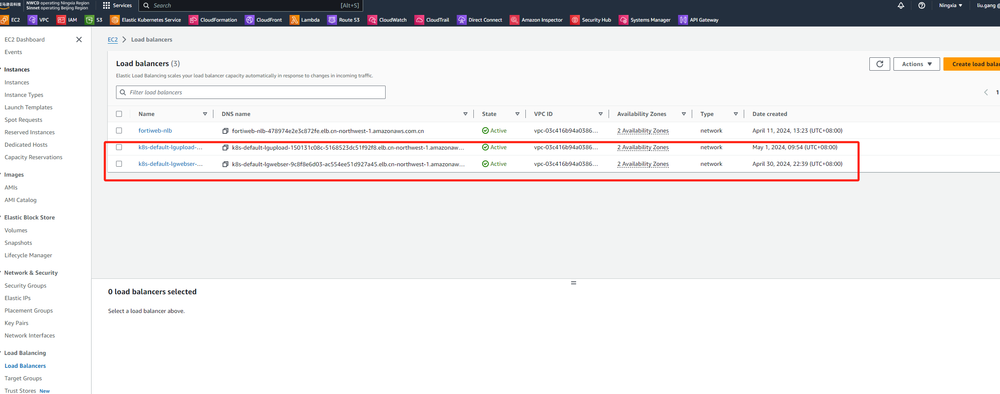 亚马逊云科技
NWCD operating Ningxia Region
Sinnet operating Beijing Region
Services
Search
[Alt+S]
Ningxia ▼
liu.gang @
EC2
VPC
IAM
S3
Elastic Kubernetes Service
CloudFormation
CloudFront
Lambda
Route 53
CloudWatch
CloudTrail
Direct Connect
Amazon Inspector
Security Hub
Systems Manager
API Gateway
EC2 Dashboard
Events
Instances
Instances
Instance Types
Launch Templates
Spot Requests
Reserved Instances
Dedicated Hosts
Capacity Reservations
Images
AMIs
AMI Catalog
Elastic Block Store
Volumes
Snapshots
Lifecycle Manager
Network & Security
Security Groups
Elastic IPs
Placement Groups
Key Pairs
Network Interfaces
Load Balancing
Load Balancers
Target Groups
Trust Stores New
EC2 > Load balancers
Load balancers (3)
Elastic Load Balancing scales your load balancer capacity automatically in response to changes in incoming traffic.
Actions ▼
Create load balan
Filter load balancers
1
Name DNS name State VPC ID Availability Zones Type Date created
fortiweb-nlb fortiweb-nlb-478974e2e3c872fe.elb.cn-northwest-1.amazonaws.com.cn Active vpc-03c416b94a0386... 2 Availability Zones network April 11, 2024, 13:23 (UTC+08:00)
k8s-default-lgupload-... k8s-default-lgupload-150131c08c-5168523dc51f92f8.elb.cn-northwest-1.amazonaw... Active vpc-03c416b94a0386... 2 Availability Zones network May 1, 2024, 09:54 (UTC+08:00)
k8s-default-lgwebser-... k8s-default-lgwebser-9c8f8e6d03-ac554ee51d927a45.elb.cn-northwest-1.amazonaw... Active vpc-03c416b94a0386... 2 Availability Zones network April 30, 2024, 22:39 (UTC+08:00)
0 load balancers selected
Select a load balancer above.